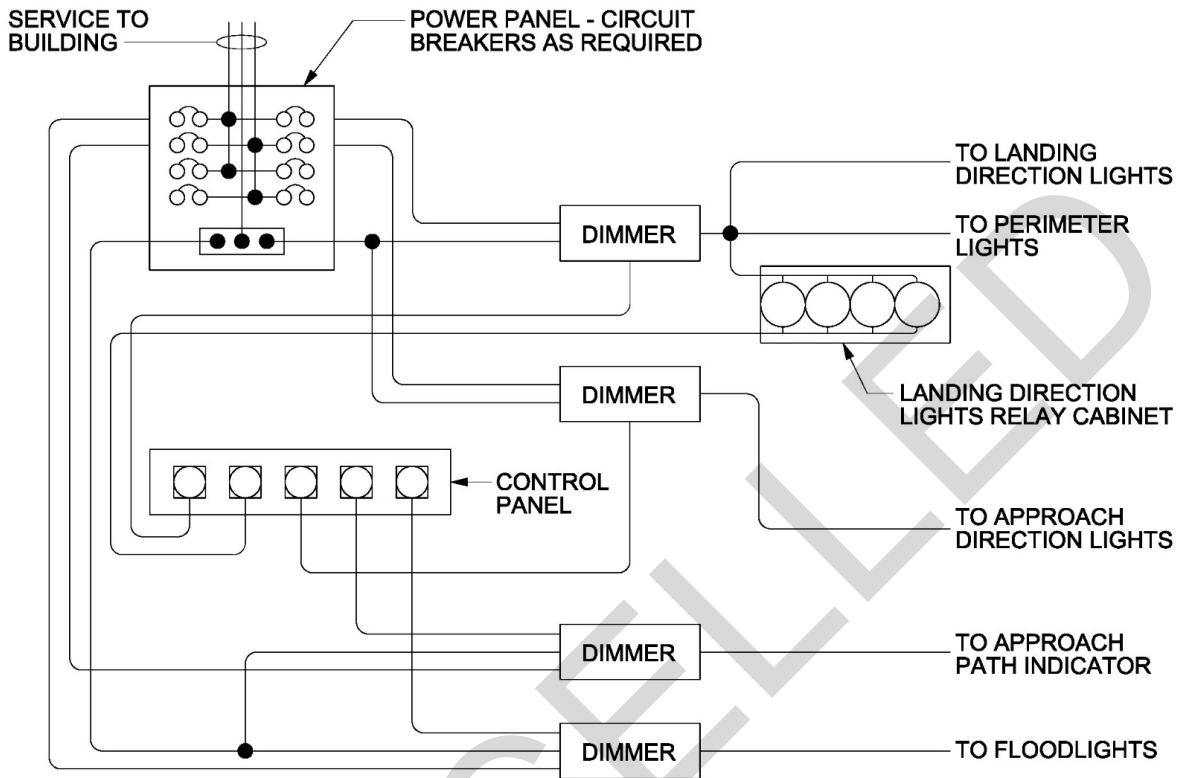 SERVICE TO
BUILDING
POWER PANEL - CIRCUIT
BREAKERS AS REQUIRED
TO LANDING
DIRECTION LIGHTS
DIMMER
TO PERIMETER
LIGHTS
DIMMER
LANDING DIRECTION
LIGHTS RELAY CABINET
CONTROL
PANEL
TO APPROACH
DIRECTION LIGHTS
DIMMER
TO APPROACH
PATH INDICATOR
DIMMER
TO FLOODLIGHTS
CELLED